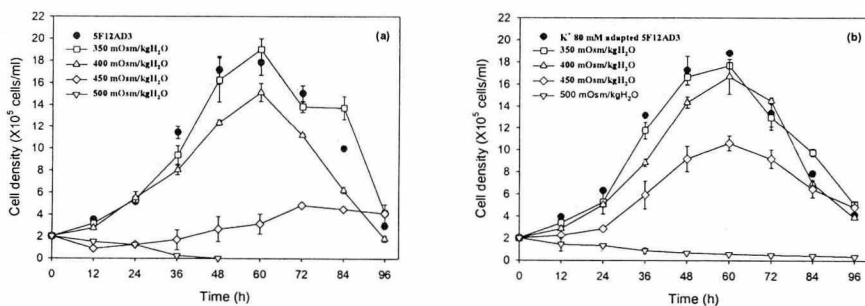 (a)
5F12AD3
350 mOsm/kgH₂O
400 mOsm/kgH₂O
450 mOsm/kgH₂O
500 mOsm/kgH₂O
Cell density (X10⁵ cells/ml)
22
20
18
16
14
12
10
8
6
4
2
0
0 12 24 36 48 60 72 84 96
Time (h)
(b)
K⁺ 80 mM adapted 5F12AD3
350 mOsm/kgH₂O
400 mOsm/kgH₂O
450 mOsm/kgH₂O
500 mOsm/kgH₂O
Cell density (X10⁵ cells/ml)
22
20
18
16
14
12
10
8
6
4
2
0
0 12 24 36 48 60 72 84 96
Time (h)